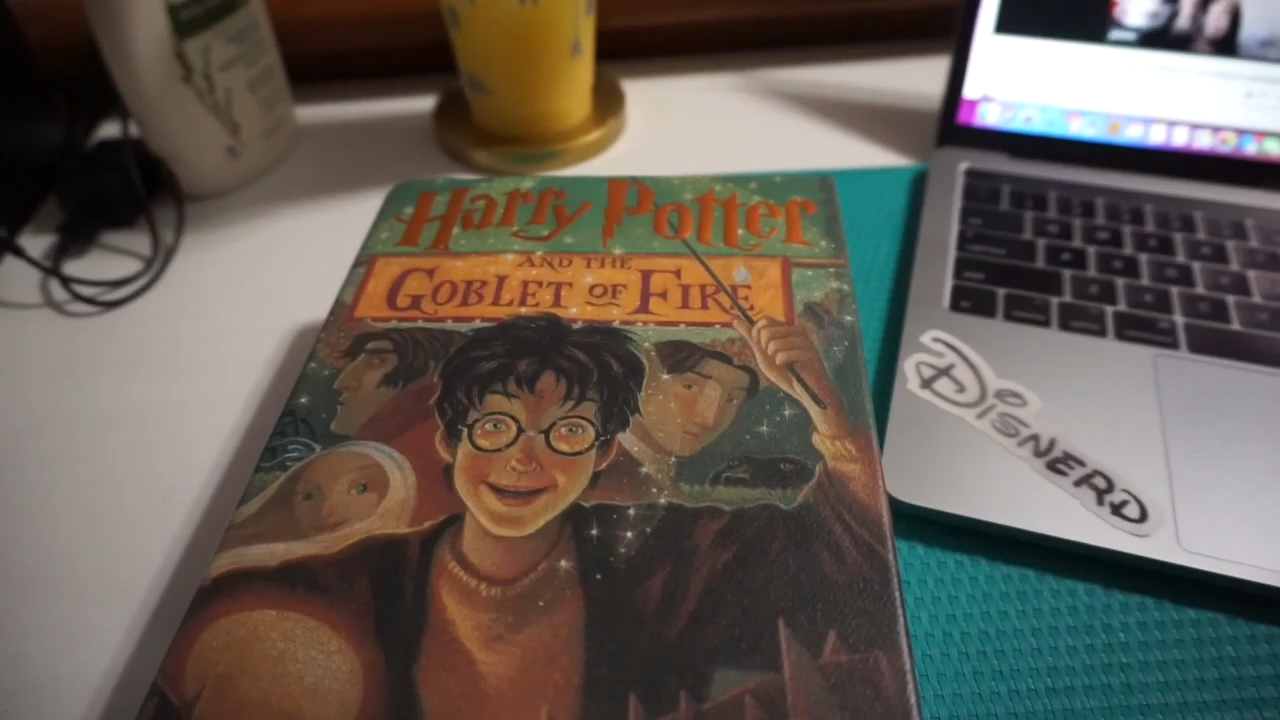 Harry Potter
AND THE
GOBLET OF FIRE
DISNERD